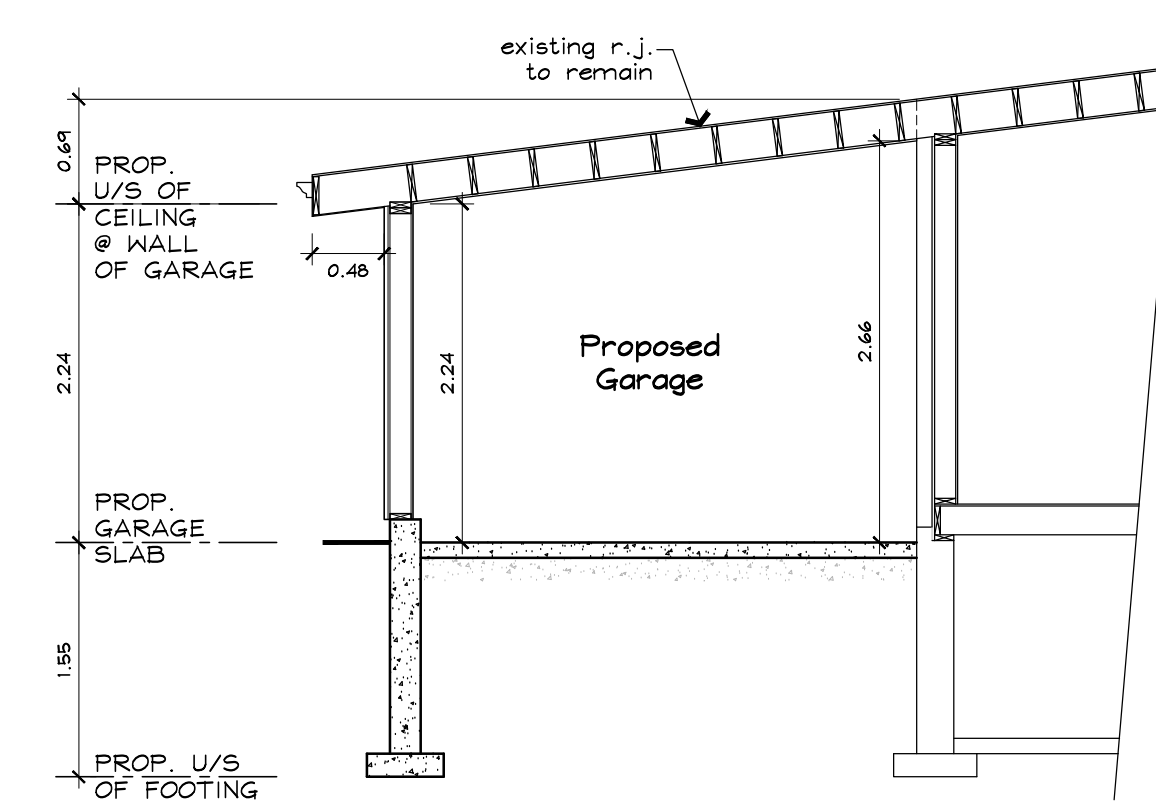 existing r.j.
to remain
0.69
PROP.
U/S OF
CEILING
@ WALL
OF GARAGE
0.48
2.24
2.24
Proposed
Garage
2.66
PROP.
GARAGE
SLAB
1.55
PROP. U/S
OF FOOTING